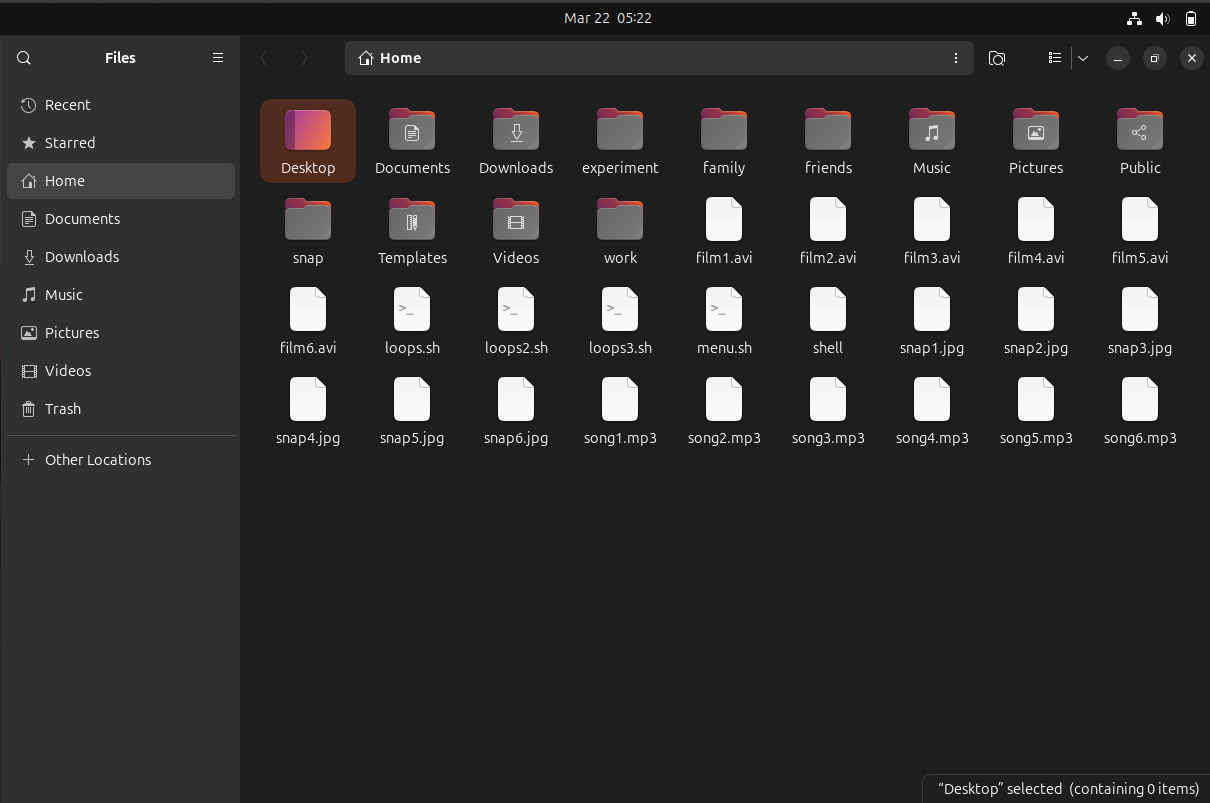 Mar 22 05:22
Files
Home
Recent
Starred
Home
Documents
Downloads
Music
Pictures
Videos
Trash
Other Locations
Desktop Documents Downloads experiment family friends Music Pictures Public
snap Templates Videos work film1.avi film2.avi film3.avi film4.avi film5.avi
film6.avi loops.sh loops2.sh loops3.sh menu.sh shell snap1.jpg snap2.jpg snap3.jpg
snap4.jpg snap5.jpg snap6.jpg song1.mp3 song2.mp3 song3.mp3 song4.mp3 song5.mp3 song6.mp3
“Desktop” selected (containing 0 items)